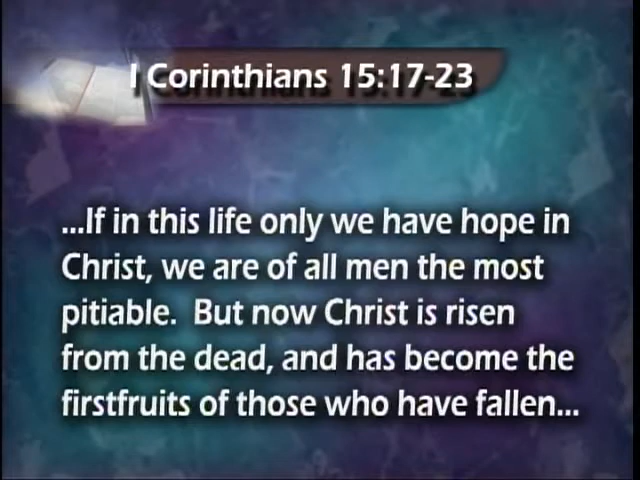 I Corinthians 15:17-23
...If in this life only we have hope in
Christ, we are of all men the most
pitiable. But now Christ is risen
from the dead, and has become the
firstfruits of those who have fallen...